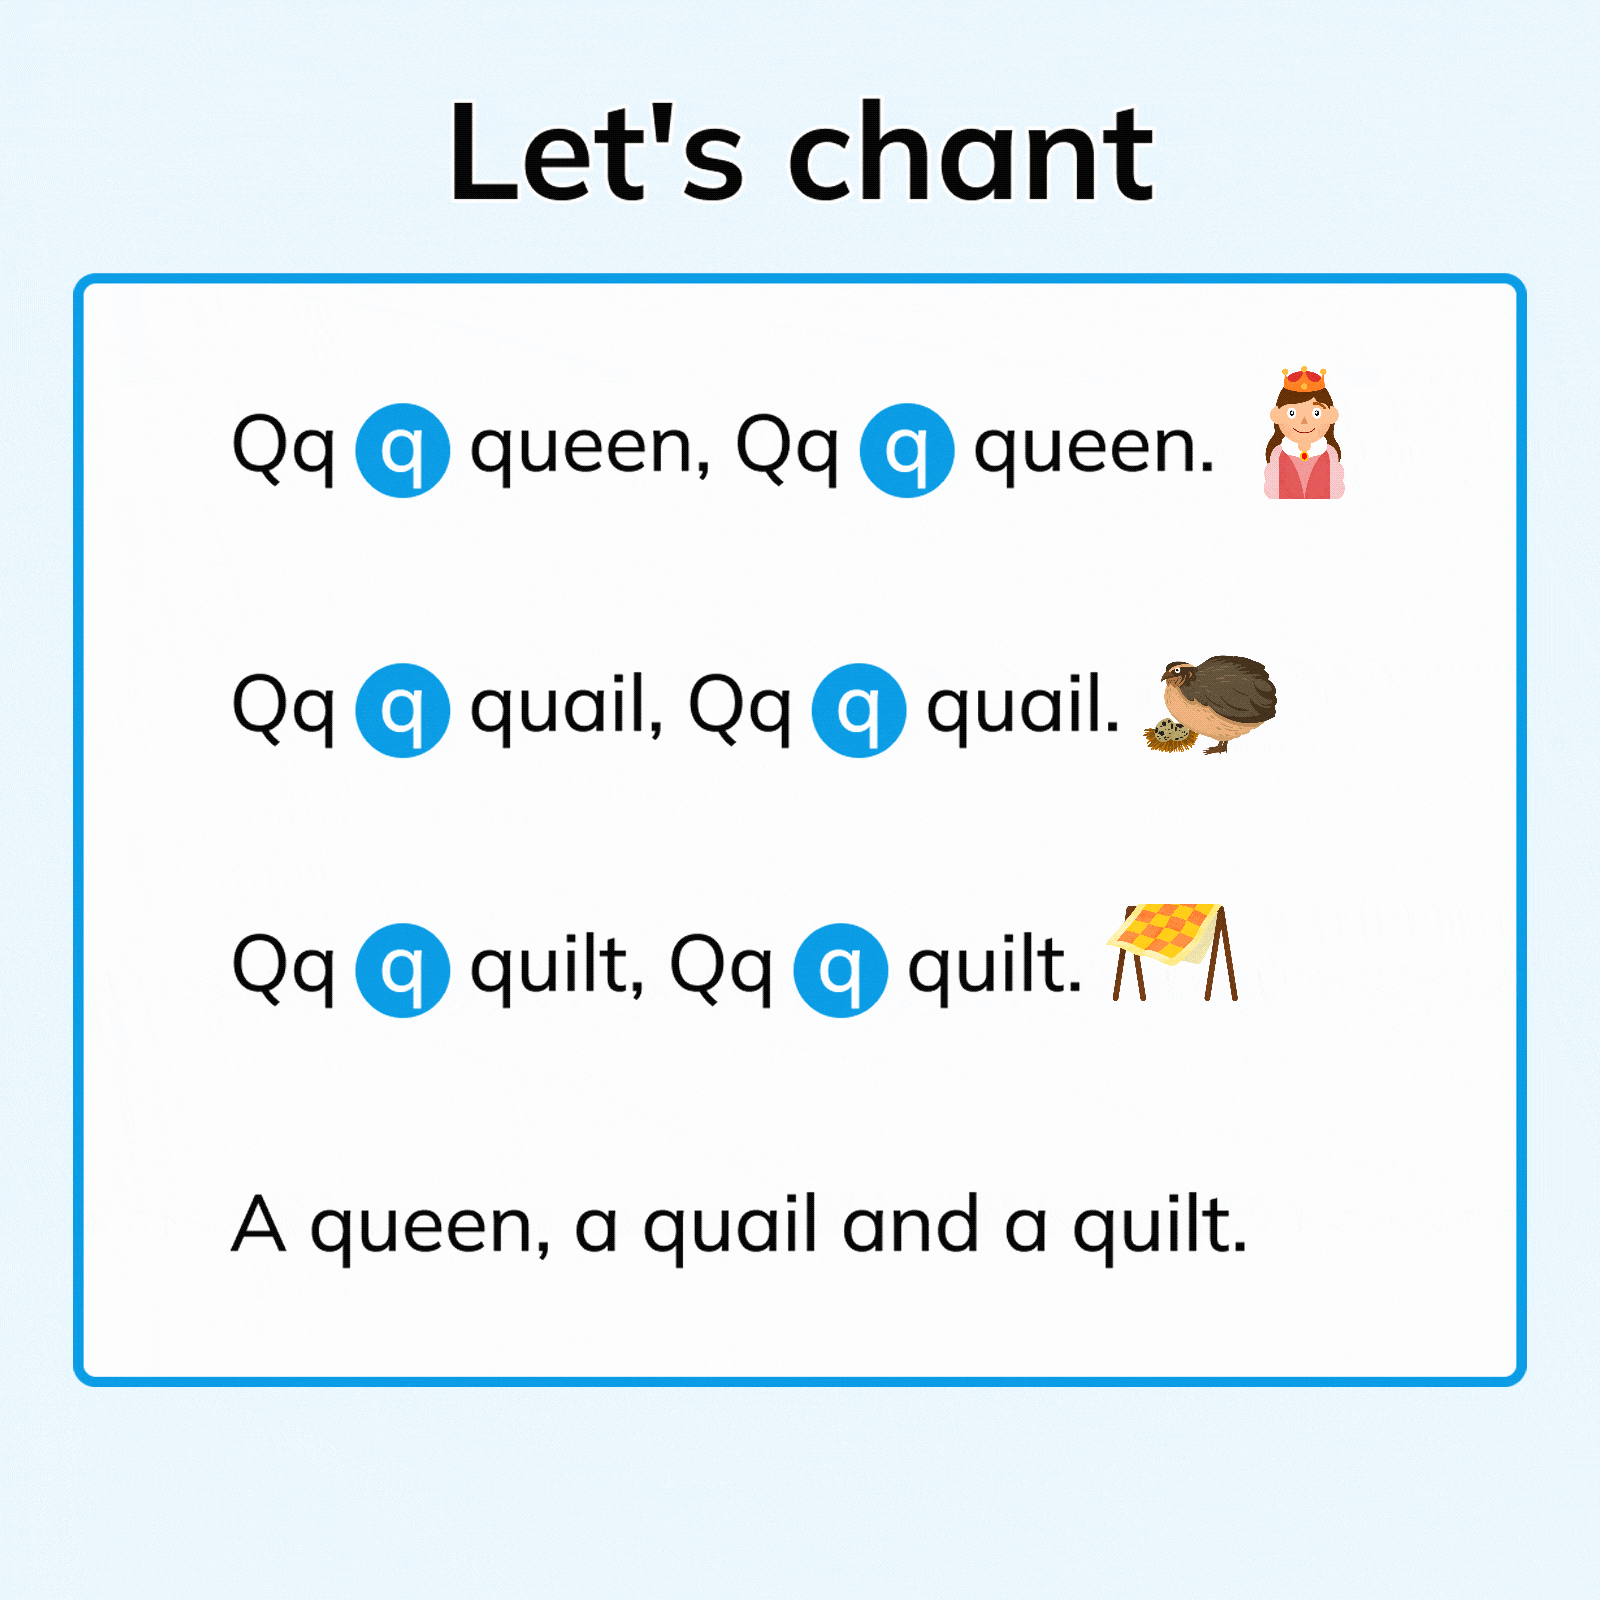 Let's chant
Qq q queen, Qq q queen.
Qq q quail, Qq q quail.
Qq q quilt, Qq q quilt.
A queen, a quail and a quilt.